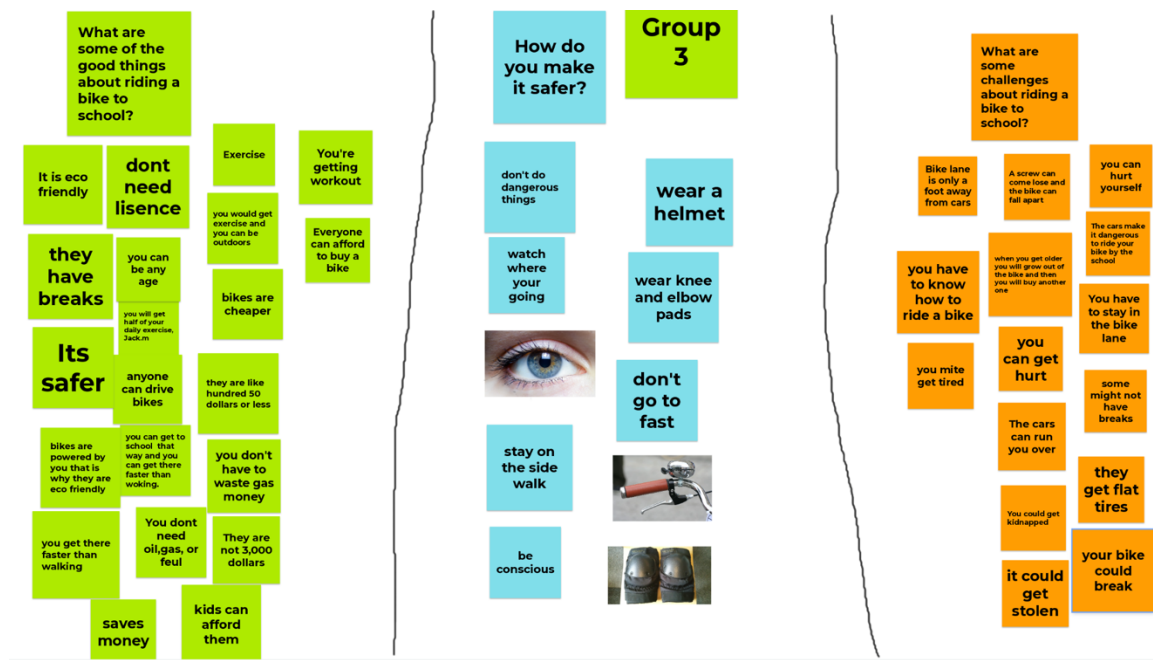 What are
some of the
good things
about riding a
bike to
school?
It is eco
friendly
dont
need
lisence
Exercise
You're
getting
workout
you would get
exercise and
you can be
outdoors
Everyone
can afford
to buy a
bike
they
have
breaks
you can
be any
age
bikes are
cheaper
you will get
half of your
daily exercise,
Jack.m
Its
safer
anyone
can drive
bikes
they are like
hundred 50
dollars or less
bikes are
powered by
you that is
why they are
eco friendly
you can get to
school that
way and you
can get there
faster than
woking.
you don't
have to
waste gas
money
you get there
faster than
walking
You dont
need
oil,gas, or
feul
They are
not 3,000
dollars
saves
money
kids can
afford
them
How do
you make
it safer?
Group
3
don't do
dangerous
things
wear a
helmet
watch
where
your
going
wear knee
and elbow
pads
don't
go to
fast
stay on
the side
walk
be
conscious
What are
some
challenges
about riding a
bike to
school?
Bike lane
is only a
foot away
from cars
A screw can
come lose and
the bike can
fall apart
you can
hurt
yourself
The cars make
it dangerous
to ride your
bike by the
school
you have
to know
how to
ride a bike
when you get older
you will grow out of
the bike and then
you will buy another
one
You have
to stay in
the bike
lane
you mite
get tired
you
can get
hurt
some
might not
have
breaks
The cars
can run
you over
they
get flat
tires
You could get
kidnapped
your bike
could
break
it could
get
stolen